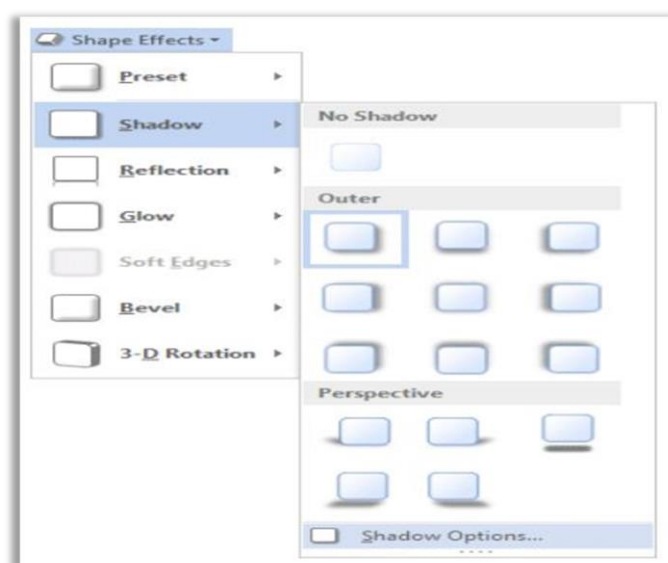 Shape Effects
Preset
Shadow
Reflection
Glow
Soft Edges
Bevel
3-D Rotation
No Shadow
Outer
Perspective
Shadow Options...